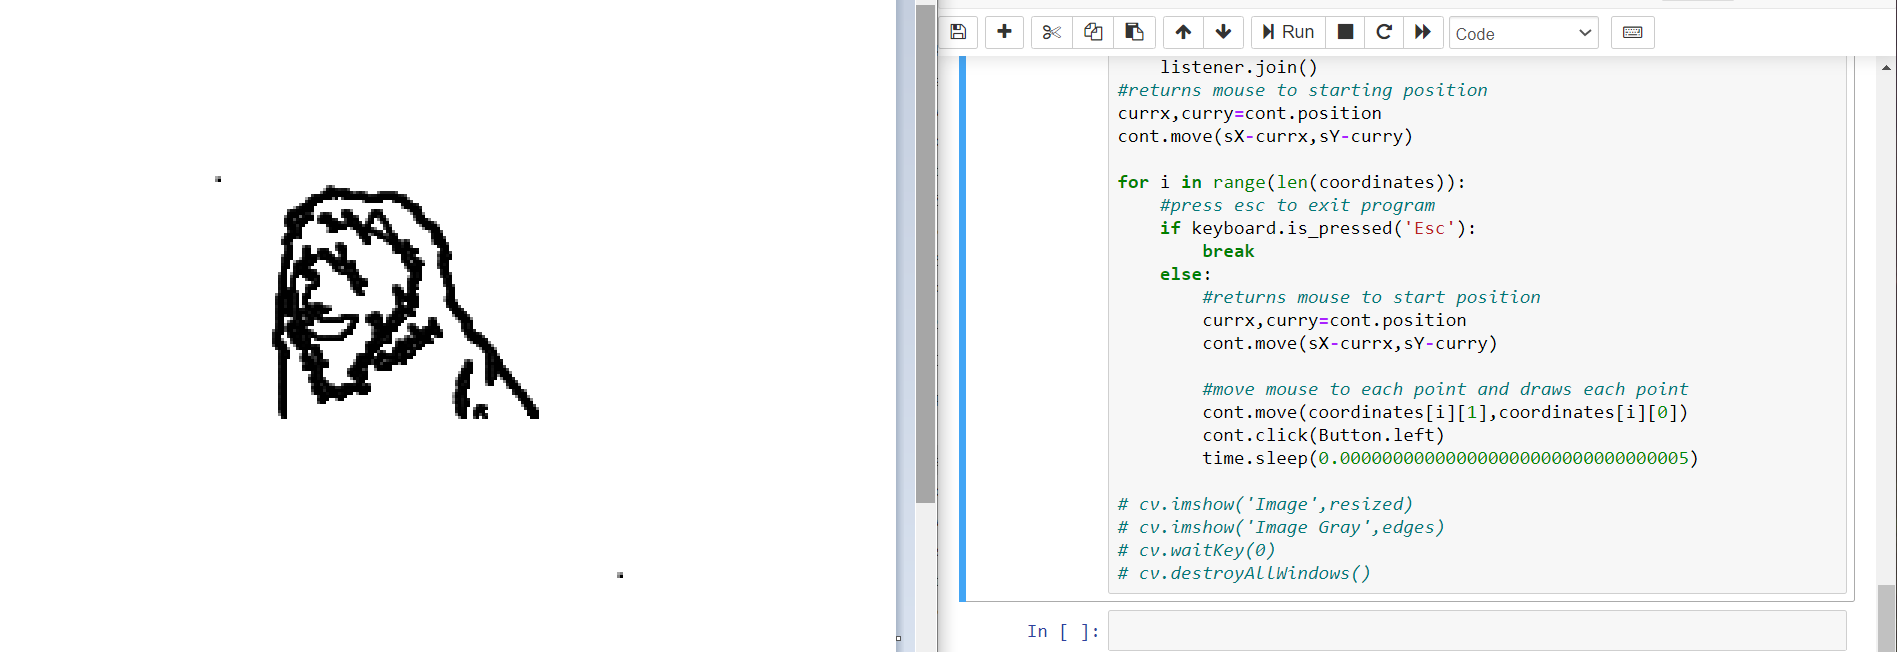 Run
Code
    listener.join()
#returns mouse to starting position
currx,curry=cont.position
cont.move(sX-currx,sY-curry)
for i in range(len(coordinates)):
    #press esc to exit program
    if keyboard.is_pressed('Esc'):
        break
    else:
        #returns mouse to start position
        currx,curry=cont.position
        cont.move(sX-currx,sY-curry)
        #move mouse to each point and draws each point
        cont.move(coordinates[i][1],coordinates[i][0])
        cont.click(Button.left)
        time.sleep(0.00000000000000000000000000000005)
# cv.imshow('Image',resized)
# cv.imshow('Image Gray',edges)
# cv.waitKey(0)
# cv.destroyAllWindows()
In [ ]: